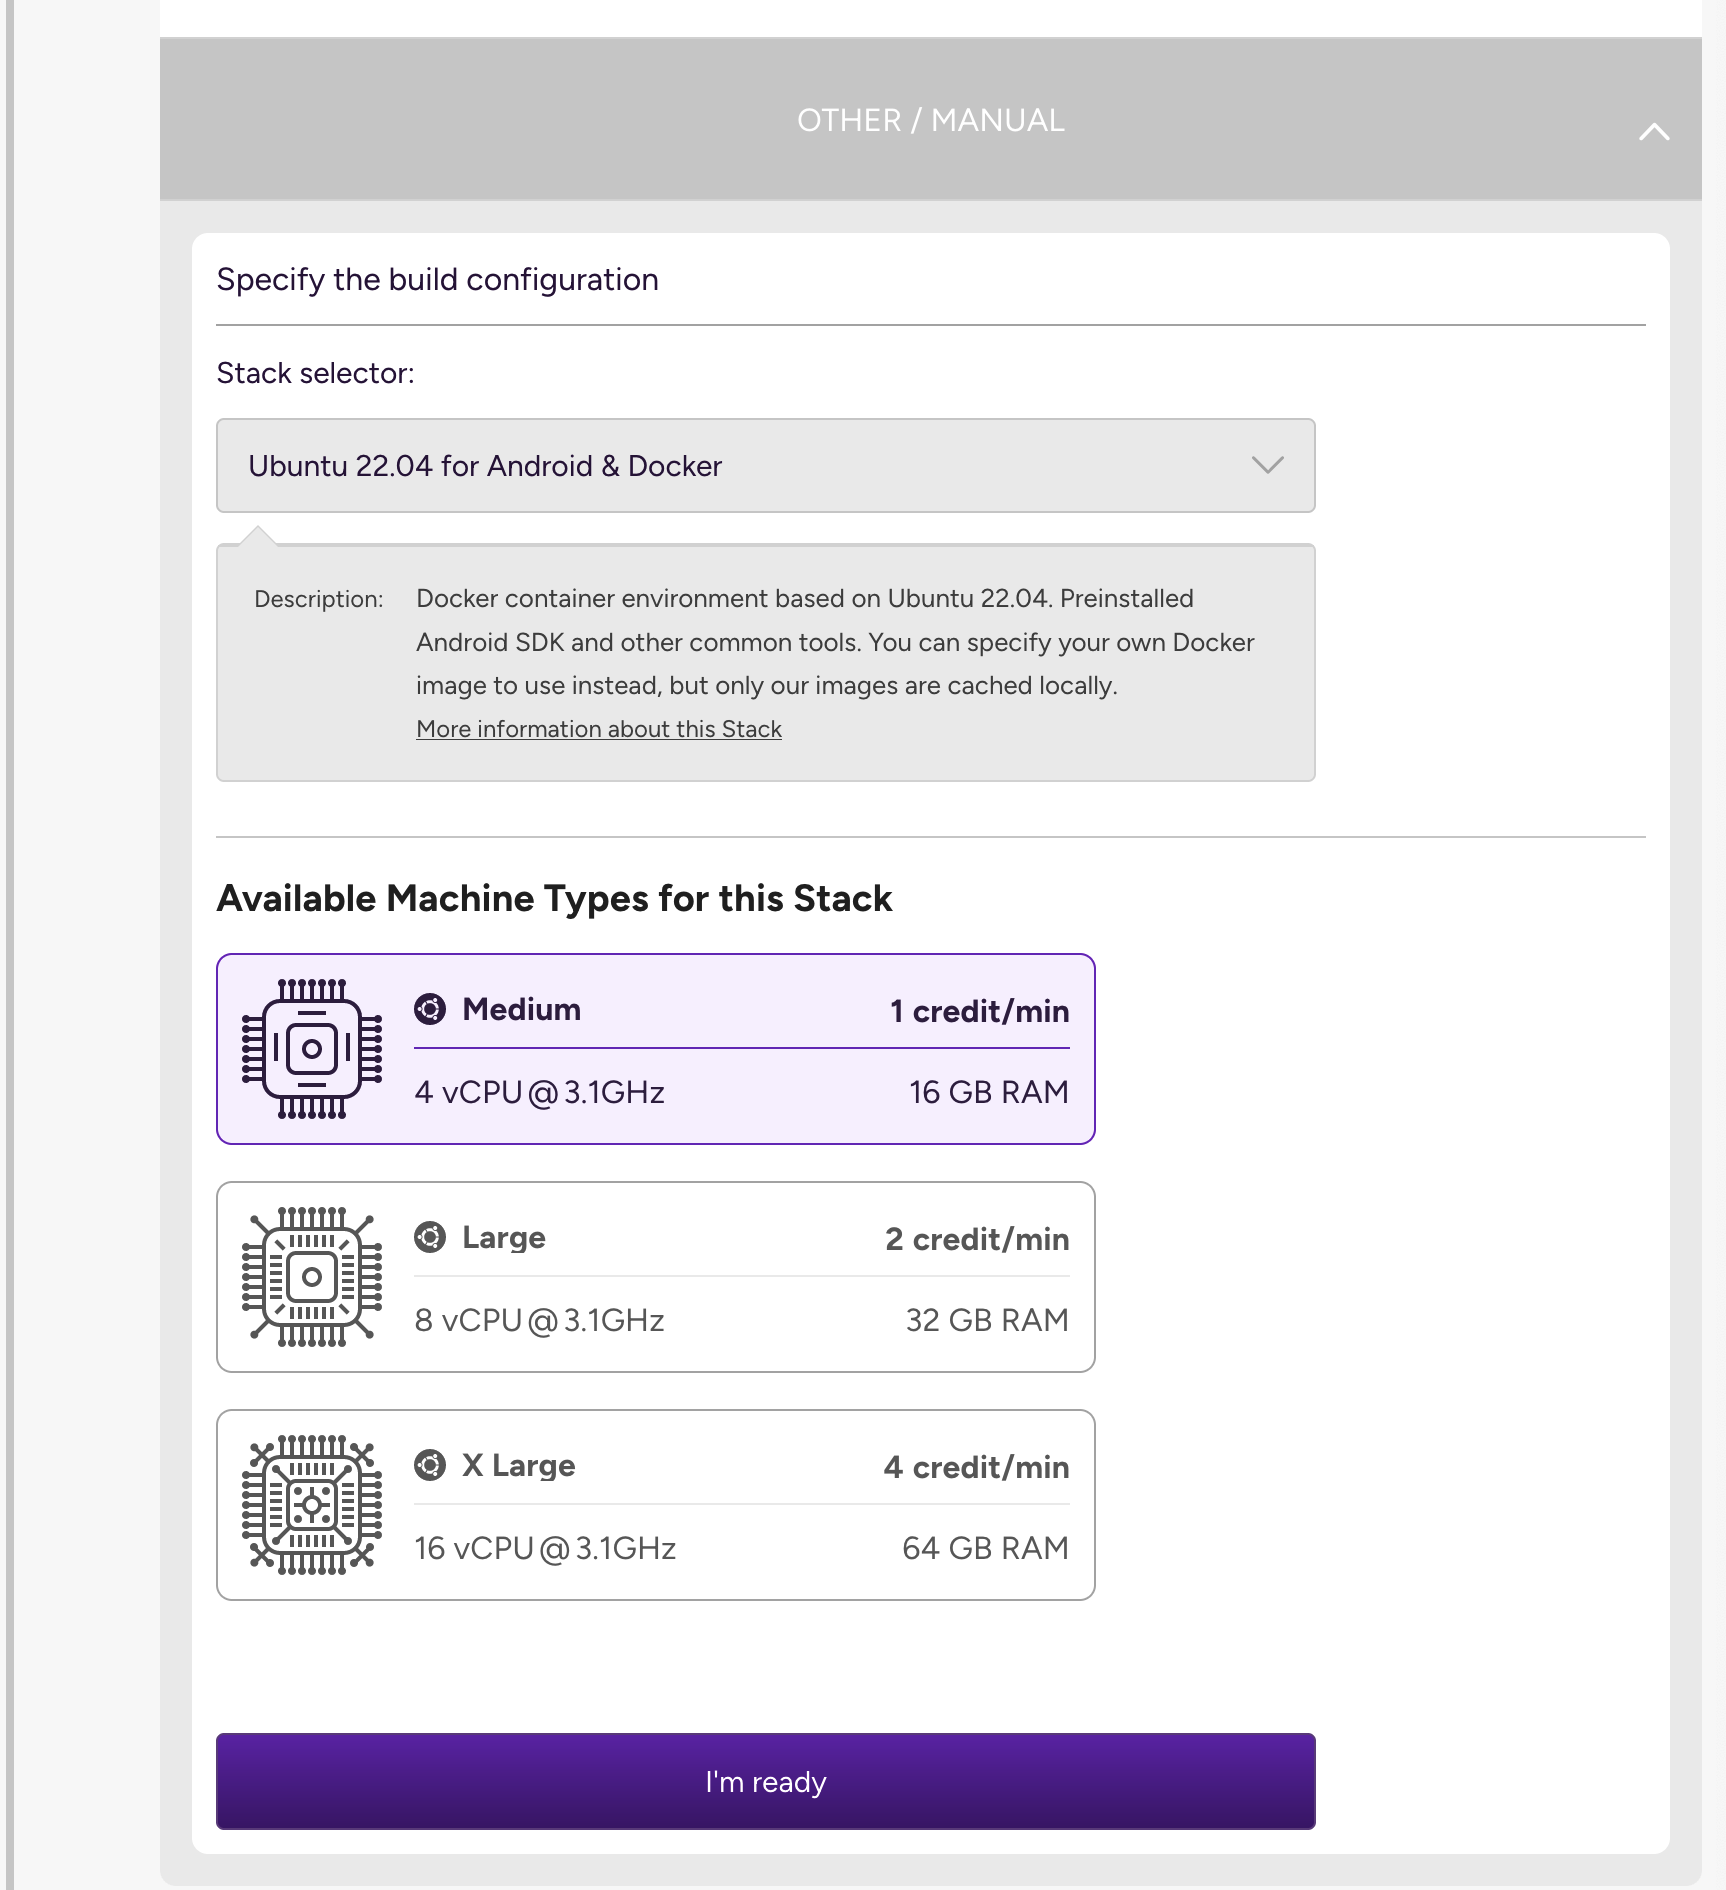 OTHER / MANUAL
Specify the build configuration
Stack selector:
Ubuntu 22.04 for Android & Docker
Description: Docker container environment based on Ubuntu 22.04. Preinstalled
Android SDK and other common tools. You can specify your own Docker
image to use instead, but only our images are cached locally.
More information about this Stack
Available Machine Types for this Stack
Medium 1 credit/min
4 vCPU@3.1GHz 16 GB RAM
Large 2 credit/min
8 vCPU@3.1GHz 32 GB RAM
X Large 4 credit/min
16 vCPU@3.1GHz 64 GB RAM
I'm ready